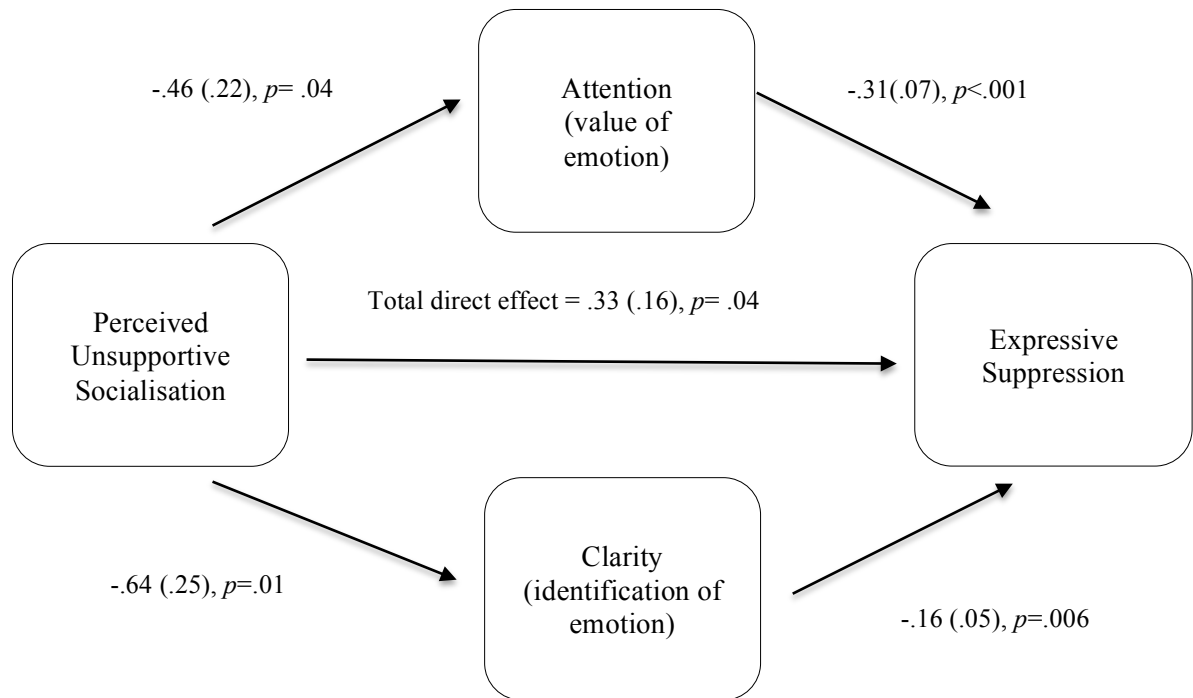 -.46 (.22), p= .04
Attention
(value of
emotion)
-.31(.07), p<.001
Perceived
Unsupportive
Socialisation
Total direct effect = .33 (.16), p= .04
Expressive
Suppression
-.64 (.25), p=.01
Clarity
(identification of
emotion)
-.16 (.05), p=.006